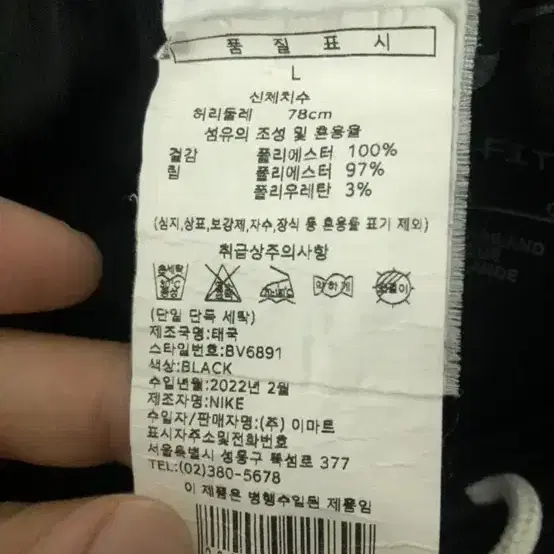 품 질 표 시
L
신체치수
허리둘레 78cm
섬유의 조성 및 혼용율
겉감 폴리에스터 100%
립 폴리에스터 97%
폴리우레탄 3%
(심지,상표,보강제,자수,장식 등 혼용률 표기 제외)
취급상주의사항
약하게
(단일 단독 세탁)
제조국명:태국
스타일번호:BV6891
색상:BLACK
수입년월:2022년 2월
제조자명:NIKE
수입자/판매자명:(주) 이마트
표시자주소및전화번호
서울특별시 성동구 뚝섬로 377
TEL:(02)380-5678
이 제품은 병행수입된 제품임
FIT
AND